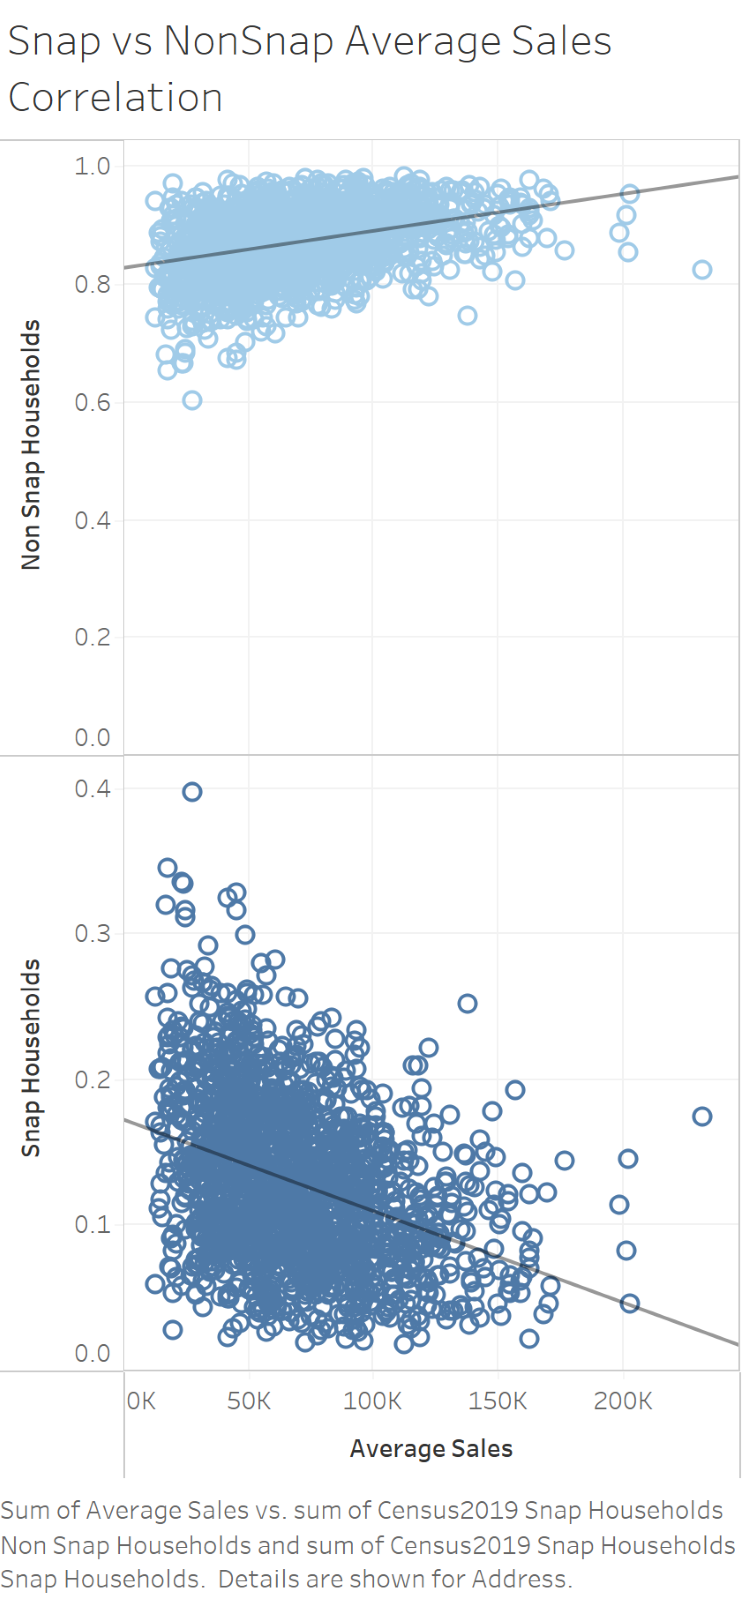 Snap vs NonSnap Average Sales
Correlation
1.0
0.8
0.6
0.4
0.2
0.0
Non Snap Households
0.4
0.3
0.2
0.1
0.0
Snap Households
0K 50K 100K 150K 200K
Average Sales
Sum of Average Sales vs. sum of Census2019 Snap Households
Non Snap Households and sum of Census2019 Snap Households
Snap Households. Details are shown for Address.